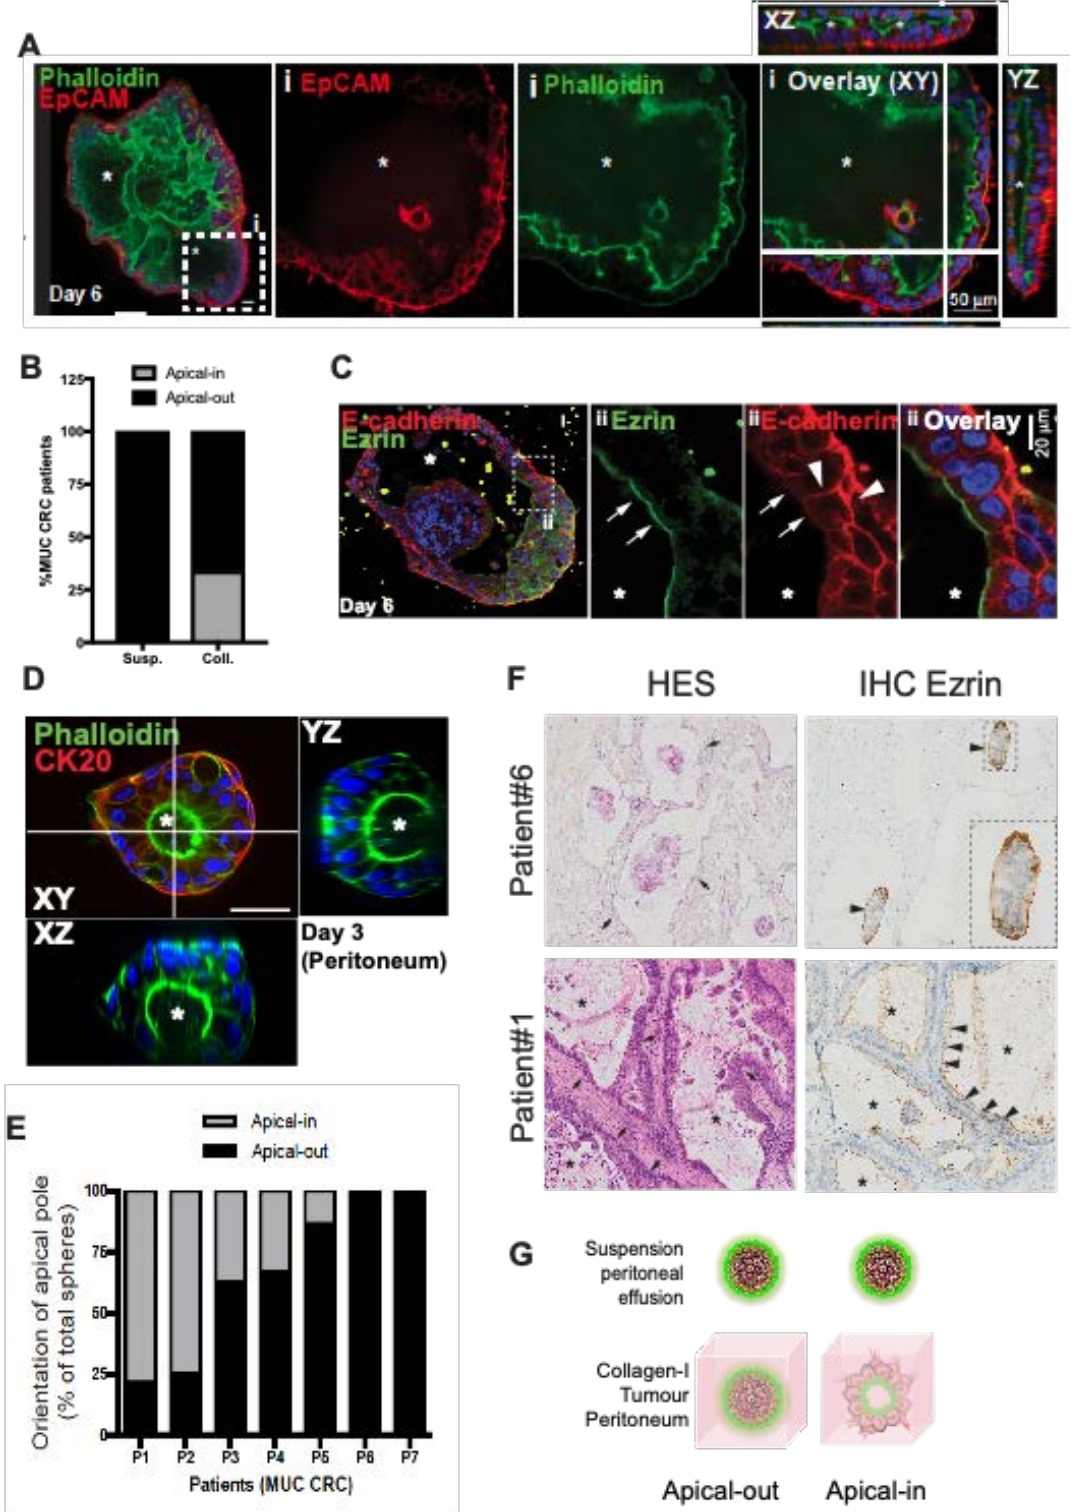 A
XZ
Phalloidin
EpCAM
i
Day 6
i EpCAM
i Phalloidin
i Overlay (XY)
YZ
50 µm
B
Apical-in
Apical-out
%MUC CRC patients
125
100
75
50
25
0
Susp.
Coll.
C
E-cadherin
Ezrin
i
ii
Day 6
ii Ezrin
ii E-cadherin
ii Overlay
20 µm
D
Phalloidin
CK20
XY
YZ
XZ
Day 3
(Peritoneum)
E
Apical-in
Apical-out
Orientation of apical pole
(% of total spheres)
100
75
50
25
0
P1
P2
P3
P4
P5
P6
P7
Patients (MUC CRC)
F
HES
IHC Ezrin
Patient#6
Patient#1
G
Suspension
peritoneal
effusion
Collagen-I
Tumour
Peritoneum
Apical-out
Apical-in